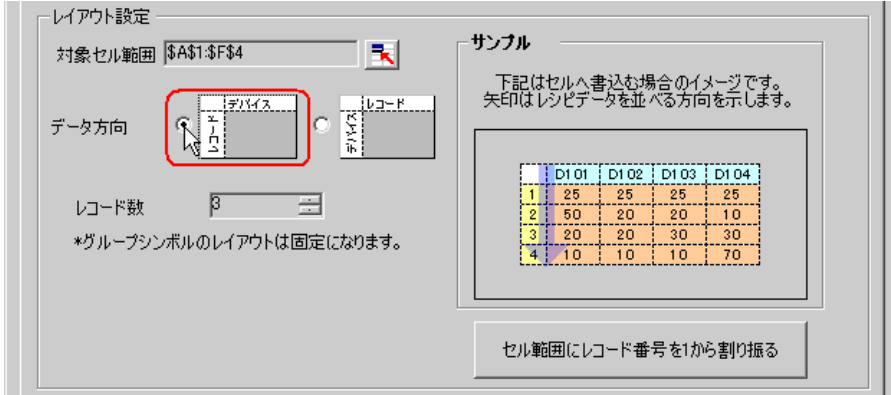 レイアウト設定
対象セル範囲 $A$1:$F$4
データ方向
デバイス
レコード
レコード
デバイス
レコード数 3
*グループシンボルのレイアウトは固定になります。
サンプル
下記はセルへ書込む場合のイメージです。
矢印はレシピデータを並べる方向を示します。
D101 D102 D103 D104
1 25 25 25 25
2 50 20 20 10
3 20 20 30 30
4 10 10 10 70
セル範囲にレコード番号を1から割り振る